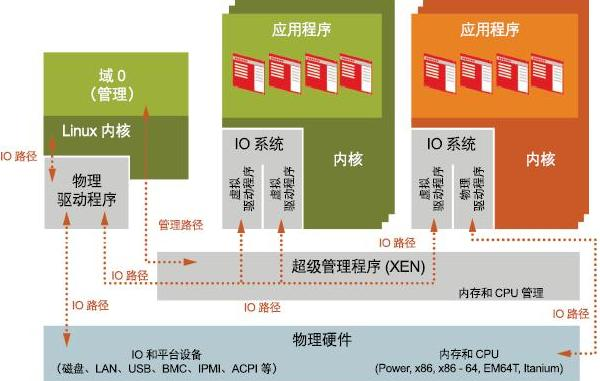 应用程序
应用程序
域 0
（管理）
Linux 内核
IO 系统
IO 系统
内核
内核
IO 路径
物理
驱动程序
虚拟
驱动程序
虚拟
驱动程序
虚拟
驱动程序
物理
驱动程序
管理路径
IO 路径
超级管理程序 (XEN)
IO 路径
内存和 CPU 管理
IO 路径
IO 路径
IO 路径
物理硬件
IO 和平台设备
（磁盘、LAN、USB、BMC、IPMI、ACPI 等）
内存和 CPU
(Power, x86, x86 - 64, EM64T, Itanium)